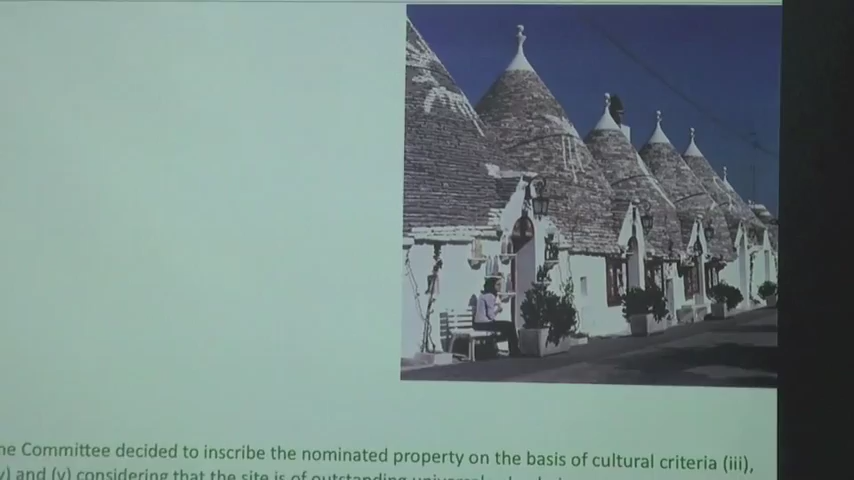 he Committee decided to inscribe the nominated property on the basis of cultural criteria (iii),
v) and (v) considering that the site is of outstanding